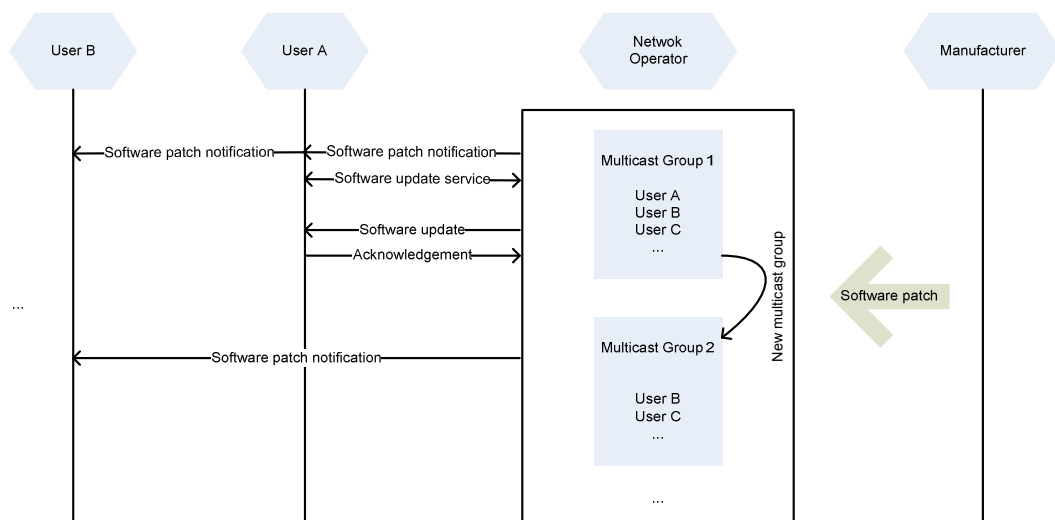 User B
User A
Netwok
Operator
Manufacturer
Software patch notification
Software patch notification
Software update service
Software update
Acknowledgement
...
Software patch notification
Multicast Group 1
User A
User B
User C
...
New multicast group
Multicast Group 2
User B
User C
...
...
Software patch